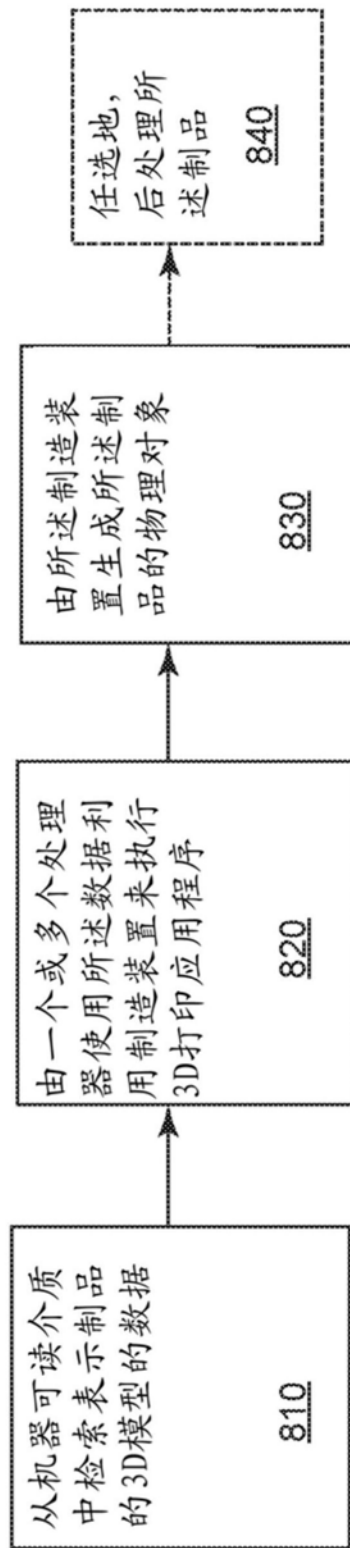 从机器可读介质
中检索表示制品
的3D模型的数据
810
由一个或多个处理
器使用所述数据利
用制造装置来执行
3D打印应用程序
820
由所述制造装
置生成所述制
品的物理对象
830
任选地，
后处理所
述制品
840